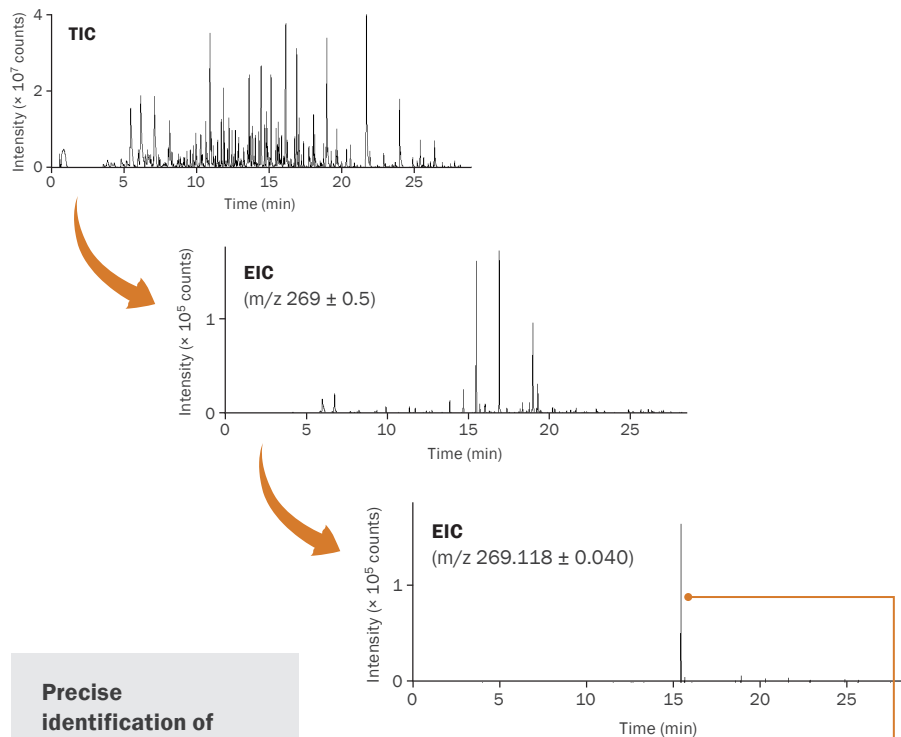 TIC
Intensity (× 10⁷ counts)
4
2
0
0 5 10 15 20 25
Time (min)
EIC
(m/z 269 ± 0.5)
Intensity (× 10⁵ counts)
1
0
0 5 10 15 20 25
Time (min)
EIC
(m/z 269.118 ± 0.040)
Intensity (× 10⁵ counts)
1
0
0 5 10 15 20 25
Time (min)
Precise
identification of